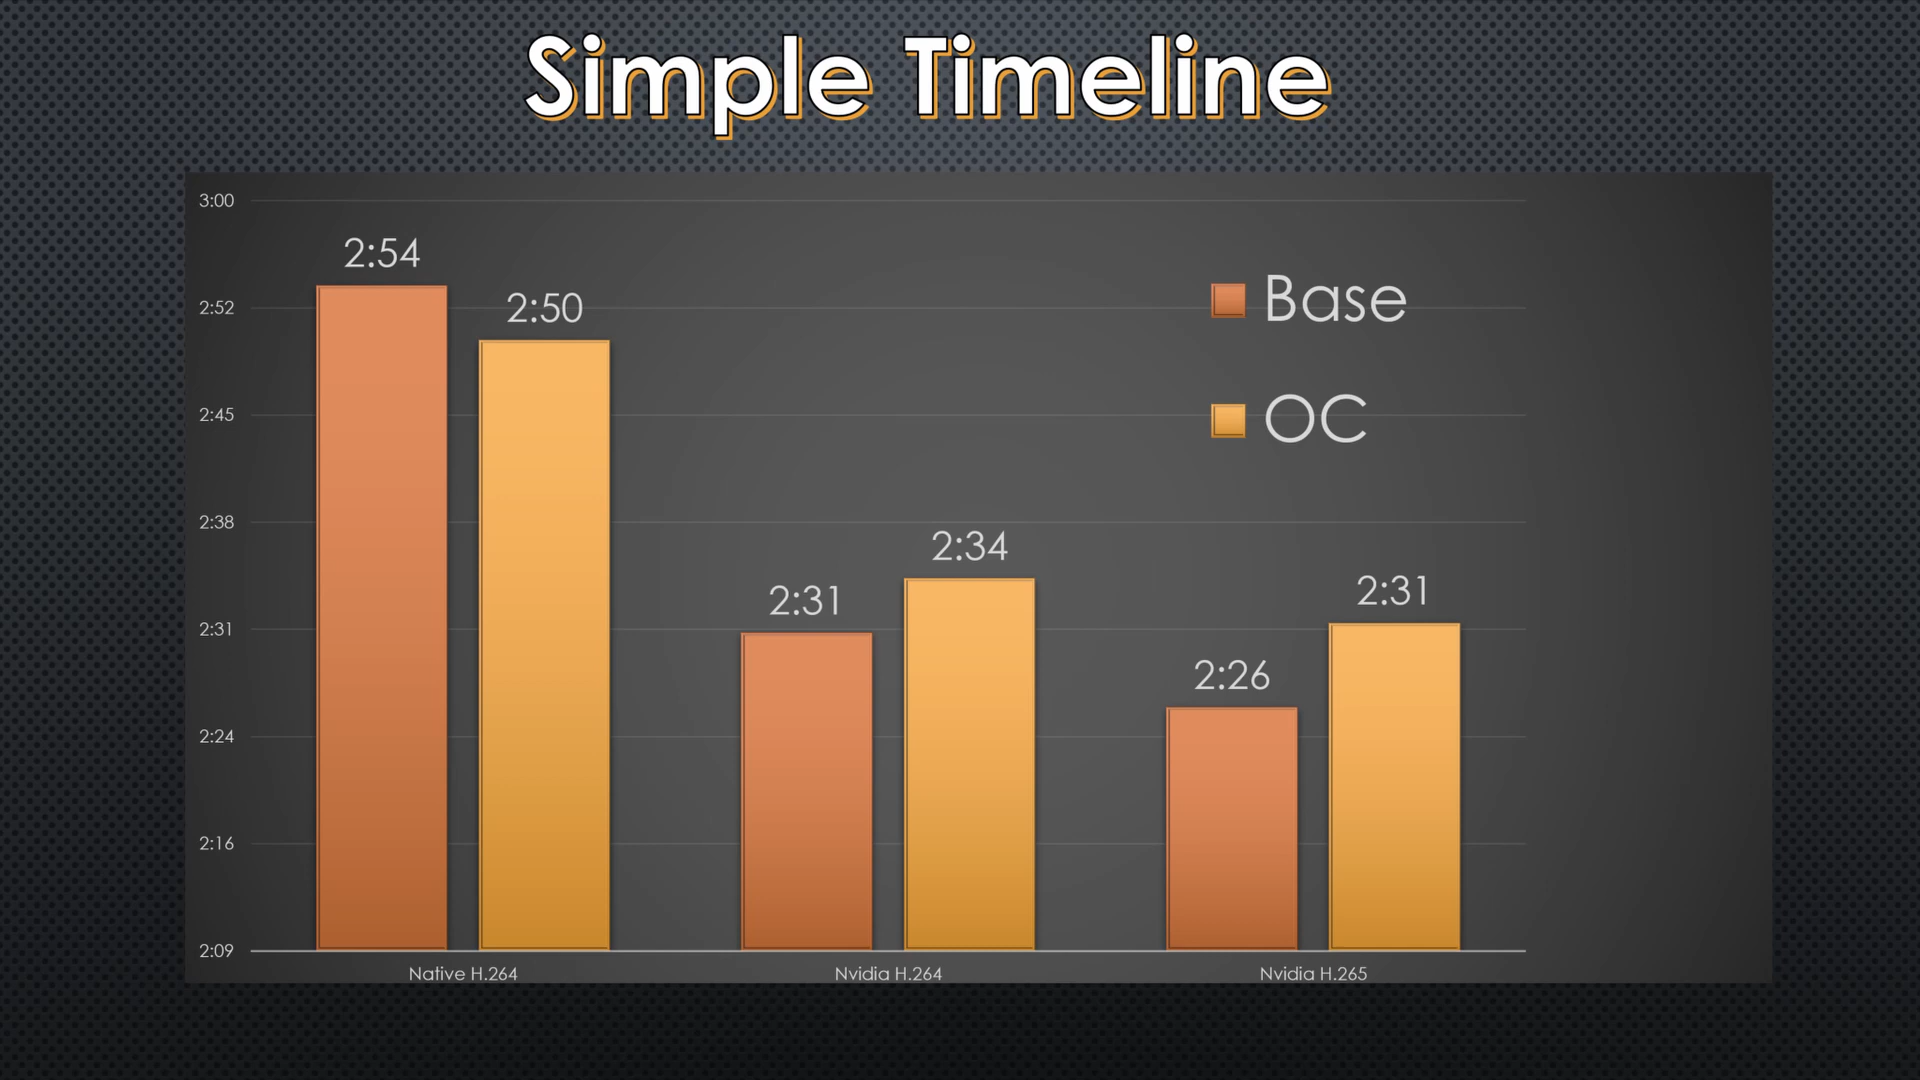 Simple Timeline
3:00
2:52
2:45
2:38
2:31
2:24
2:16
2:09
2:54
2:50
2:31
2:34
2:26
2:31
Base
OC
Native H.264
Nvidia H.264
Nvidia H.265